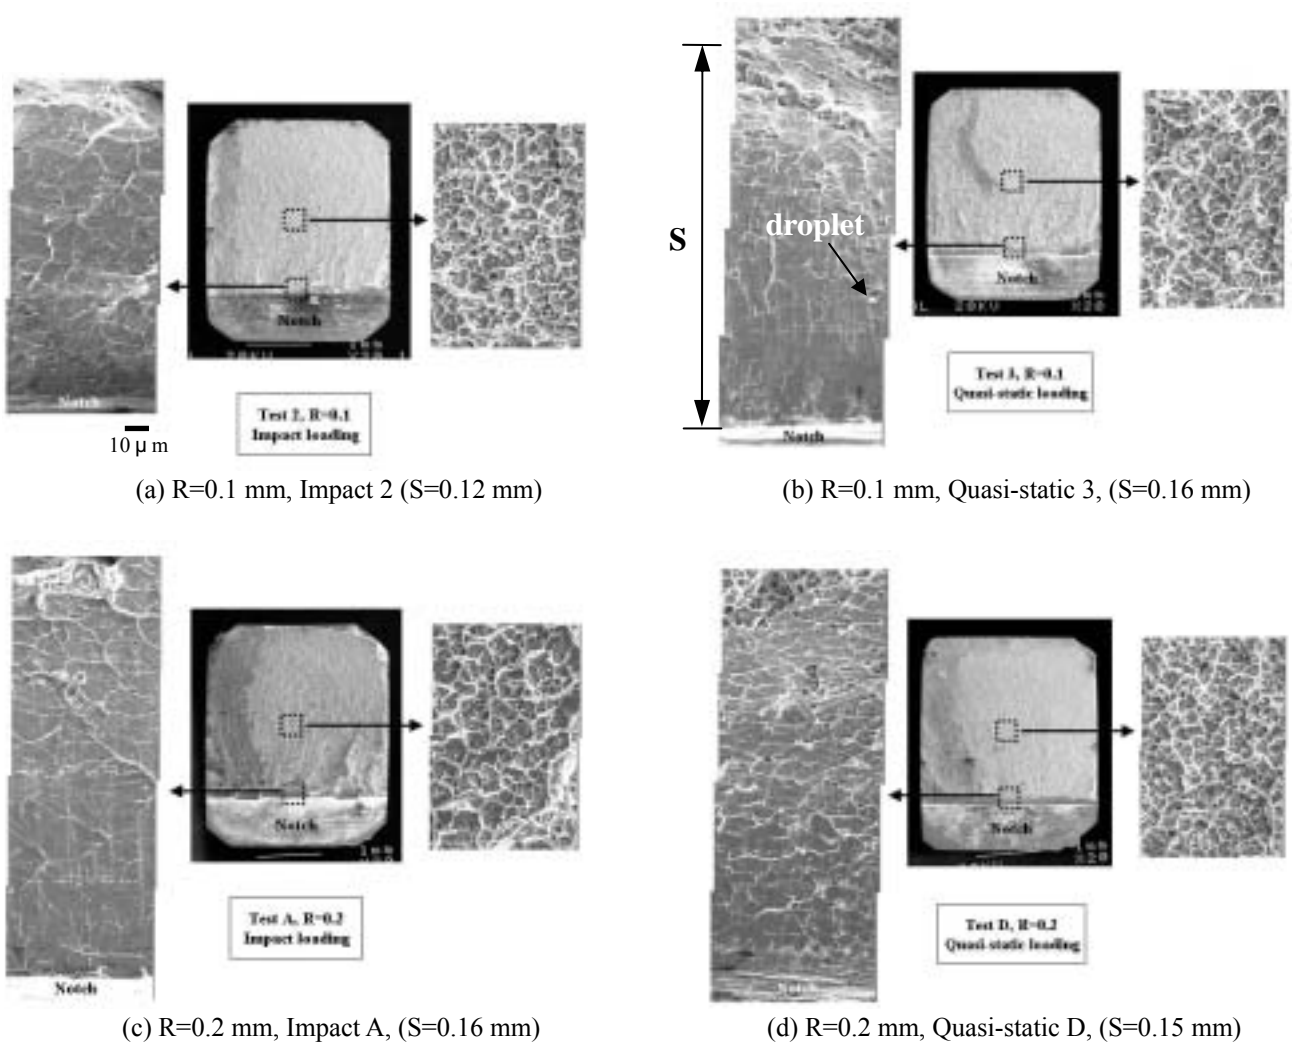 S
droplet
Notch
Notch
Notch
Notch
Test 2, R=0.1
Impact loading
10 μ m
Test 3, R=0.1
Quasi-static loading
(a) R=0.1 mm, Impact 2 (S=0.12 mm)
(b) R=0.1 mm, Quasi-static 3, (S=0.16 mm)
Notch
Notch
Test A, R=0.2
Impact loading
Test D, R=0.2
Quasi-static loading
Notch
Notch
(c) R=0.2 mm, Impact A, (S=0.16 mm)
(d) R=0.2 mm, Quasi-static D, (S=0.15 mm)